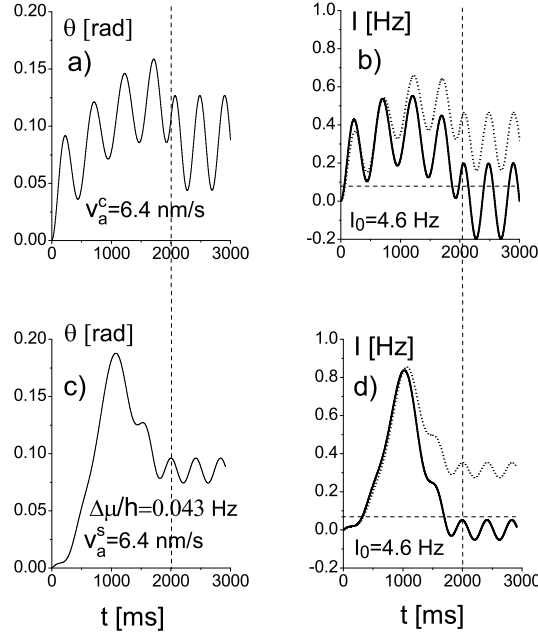 θ [rad]
a)
0.20
0.15
0.10
0.05
0.00
v_a^c=6.4 nm/s
0 1000 2000 3000
I [Hz]
b)
1.0
0.8
0.6
0.4
0.2
0.0
-0.2
I₀=4.6 Hz
0 1000 2000 3000
θ [rad]
c)
0.20
0.15
0.10
0.05
0.00
Δμ/h=0.043 Hz
v_a^s=6.4 nm/s
0 1000 2000 3000
t [ms]
I [Hz]
d)
1.0
0.8
0.6
0.4
0.2
0.0
-0.2
I₀=4.6 Hz
0 1000 2000 3000
t [ms]